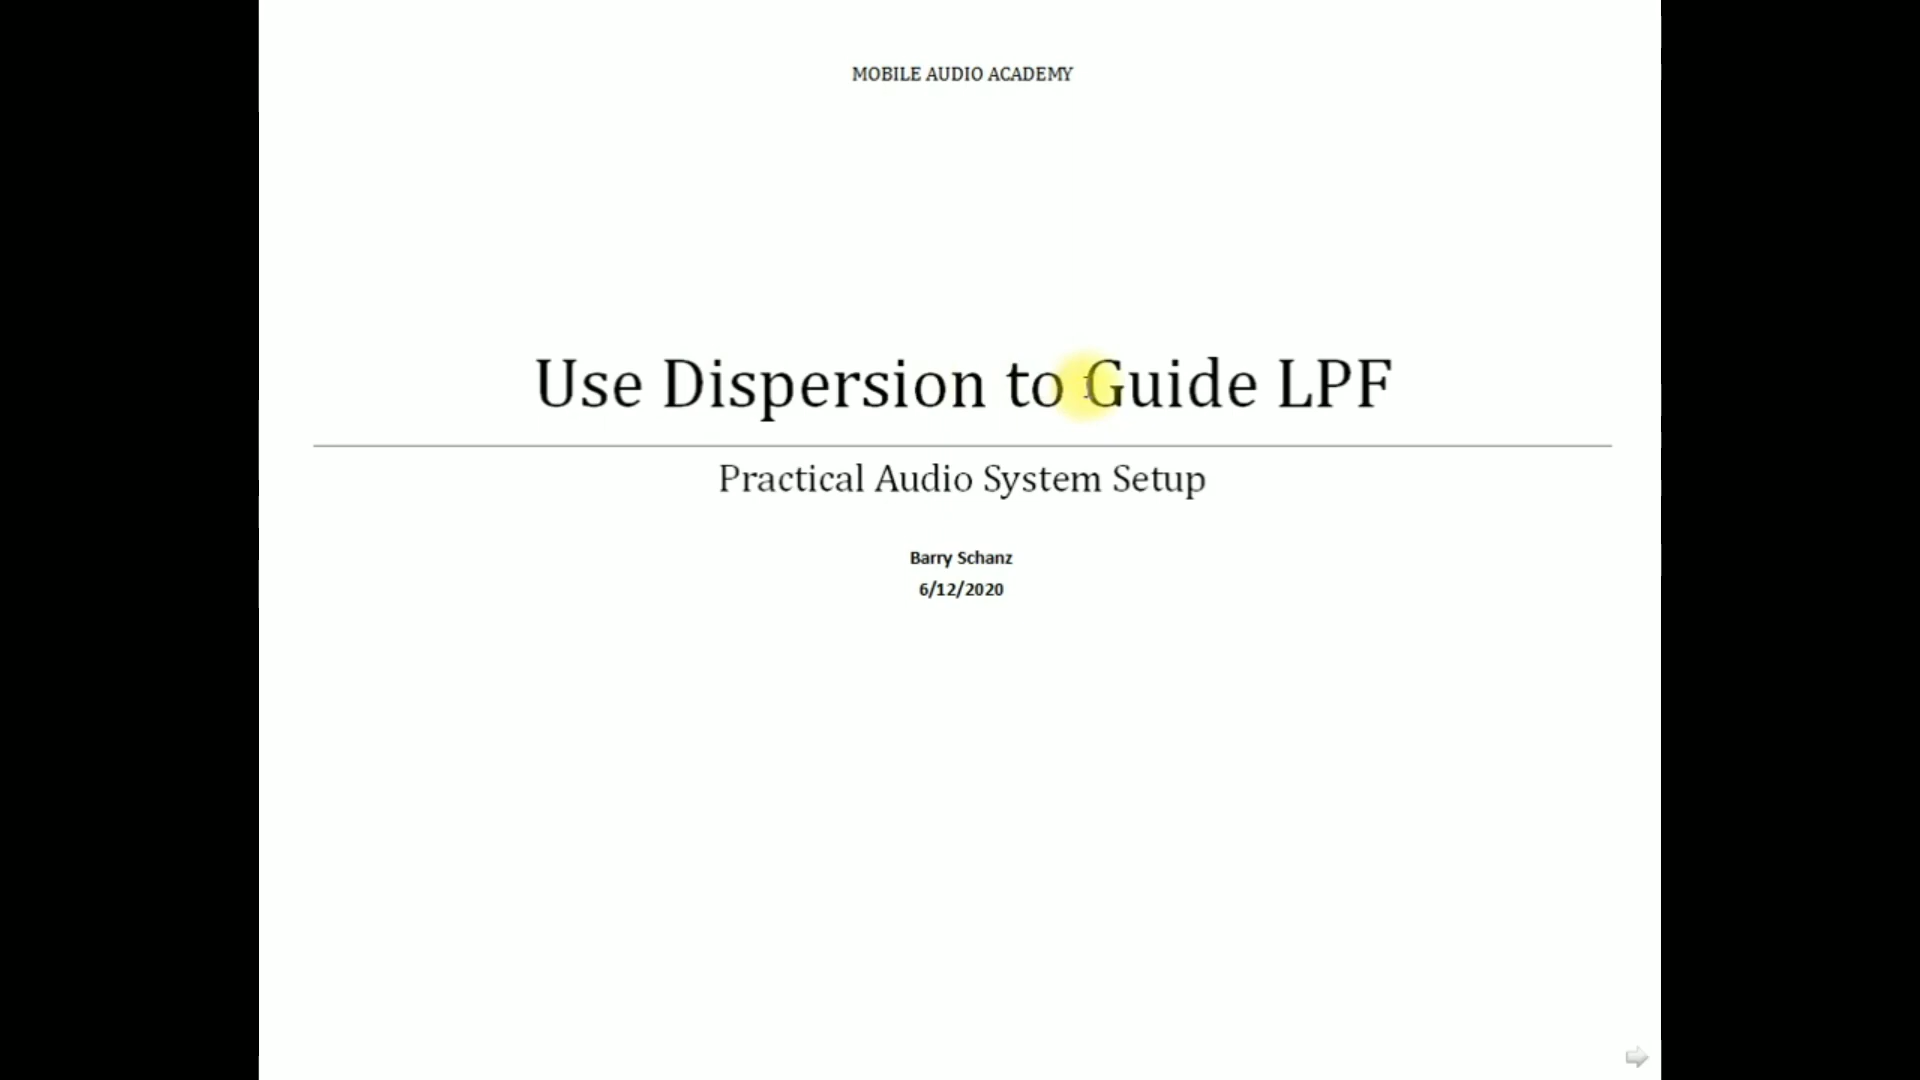 MOBILE AUDIO ACADEMY
Use Dispersion to Guide LPF
Practical Audio System Setup
Barry Schanz
6/12/2020